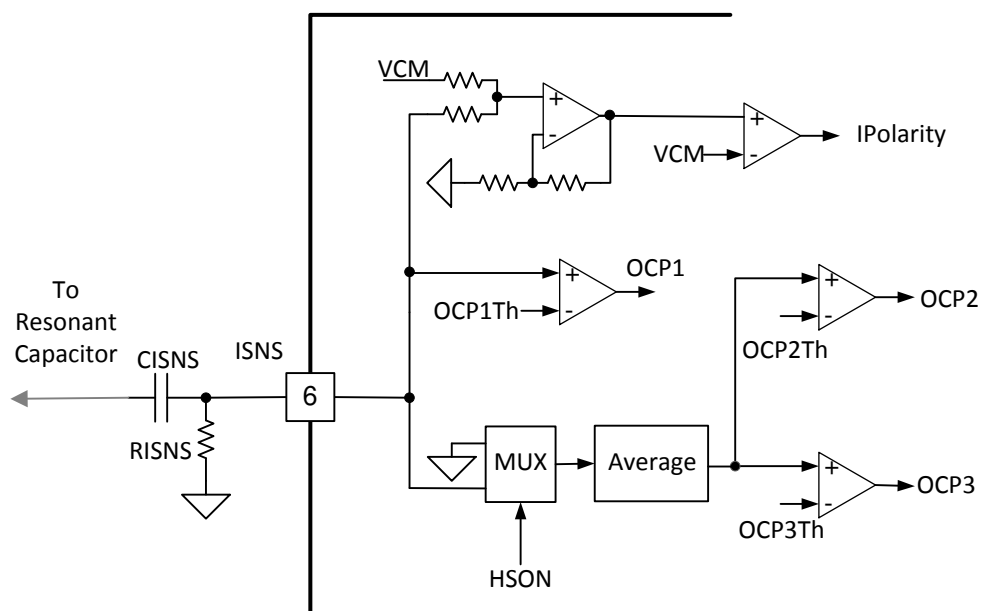 VCM
+
-
+
VCM
-
IPolarity
To
Resonant
Capacitor
CISNS
ISNS
6
RISNS
+
OCP1Th
-
OCP1
+
-
OCP2
OCP2Th
MUX
Average
HSON
+
-
OCP3
OCP3Th